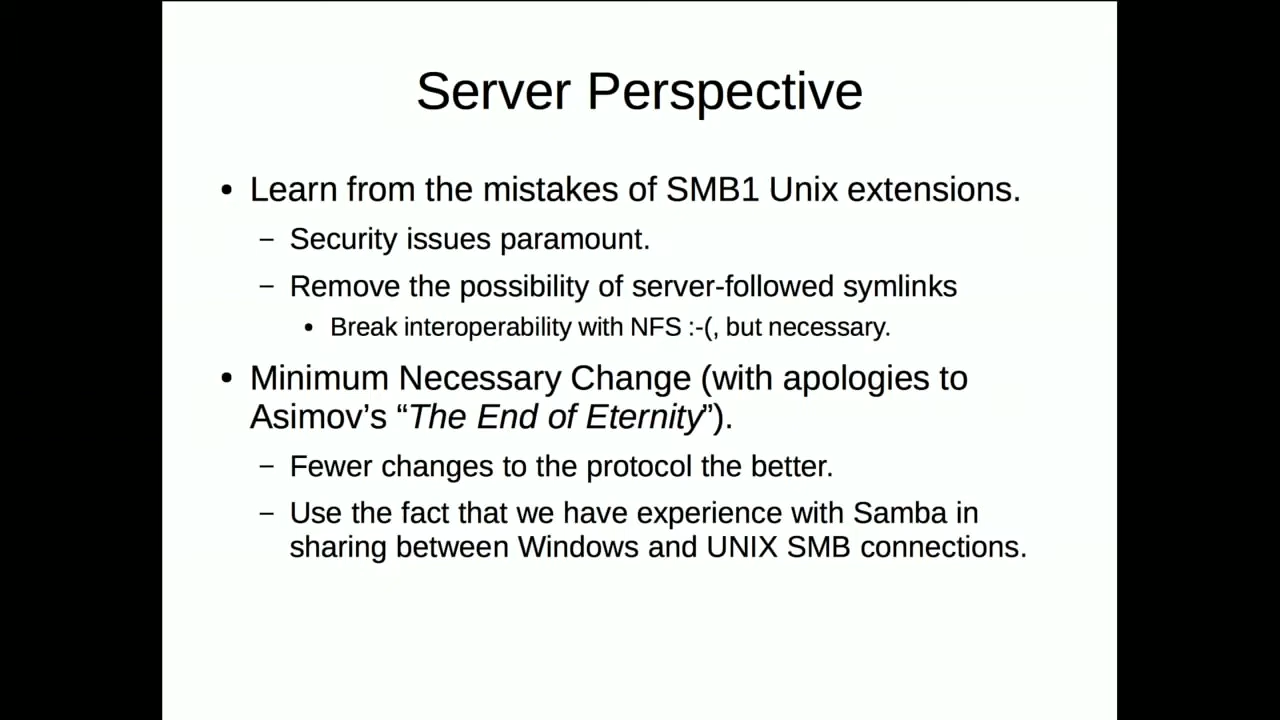 Server Perspective
• Learn from the mistakes of SMB1 Unix extensions.
– Security issues paramount.
– Remove the possibility of server-followed symlinks
• Break interoperability with NFS :-(, but necessary.
• Minimum Necessary Change (with apologies to
Asimov’s “The End of Eternity”).
– Fewer changes to the protocol the better.
– Use the fact that we have experience with Samba in
sharing between Windows and UNIX SMB connections.